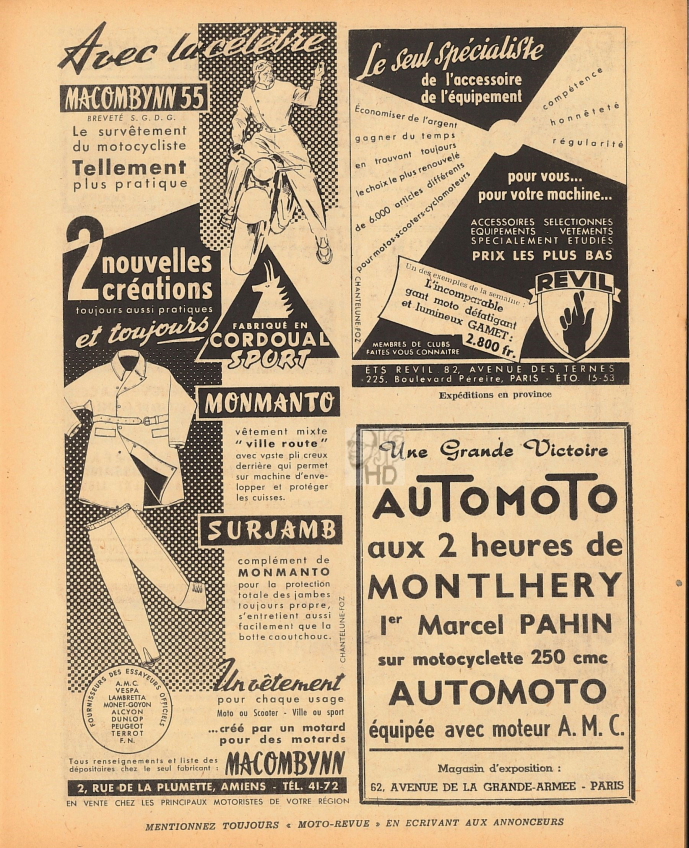 Avec la célèbre
MACOMBYNN 55
BREVETÉ S. G. D. G.
Le survêtement
du motocycliste
Tellement
plus pratique
2 nouvelles
créations
toujours aussi pratiques
et toujours
FABRIQUÉ EN
CORDOUAL
SPORT
MONMANTO
vêtement mixte
"ville route"
avec vaste pli creux
derrière qui permet
sur machine d'enve-
lopper et protéger
les cuisses.
SURJAMB
complément de
MONMANTO
pour la protection
totale des jambes
toujours propre,
s'entretient aussi
facilement que la
botte caoutchouc.
CHANTELUNE-FOZ
FOURNISSEURS DES ESSAYEURS OFFICIELS
A.M.C.
VESPA
LAMBRETTA
MONET-GOYON
ALCYON
DUNLOP
PEUGEOT
TERROT
F.N.
Un vêtement
pour chaque usage
Moto ou Scooter - Ville ou sport
...créé par un motard
pour des motards
Tous renseignements et liste des
dépositaires chez le seul fabricant :
MACOMBYNN
2, RUE DE LA PLUMETTE, AMIENS - TÉL. 41-72
EN VENTE CHEZ LES PRINCIPAUX MOTORISTES DE VOTRE RÉGION
Le seul spécialiste
de l'accessoire
de l'équipement
compétence
honnêteté
régularité
Économiser de l'argent
gagner du temps
en trouvant toujours
le choix le plus renouvelé
de 6.000 articles différents
pour motos-scooters-cyclomoteurs
pour vous...
pour votre machine...
ACCESSOIRES SELECTIONNES
EQUIPEMENTS - VETEMENTS
SPECIALEMENT ETUDIES
PRIX LES PLUS BAS
CHANTELUNE-FOZ
Un des exemples de la semaine :
L'incomparable
gant moto défatigant
et lumineux GAMET :
2.800 fr.
REVIL
MEMBRES DE CLUBS
FAITES VOUS CONNAITRE
ÉTS REVIL 82, AVENUE DES TERNES
-225, Boulevard Péreire, PARIS - ÉTO. 15-53
Expéditions en province
HD
Une Grande Victoire
AUTOMOTO
aux 2 heures de
MONTLHERY
1er Marcel PAHIN
sur motocyclette 250 cmc
AUTOMOTO
équipée avec moteur A. M. C.
Magasin d'exposition :
62, AVENUE DE LA GRANDE-ARMEE - PARIS
MENTIONNEZ TOUJOURS « MOTO-REVUE » EN ECRIVANT AUX ANNONCEURS